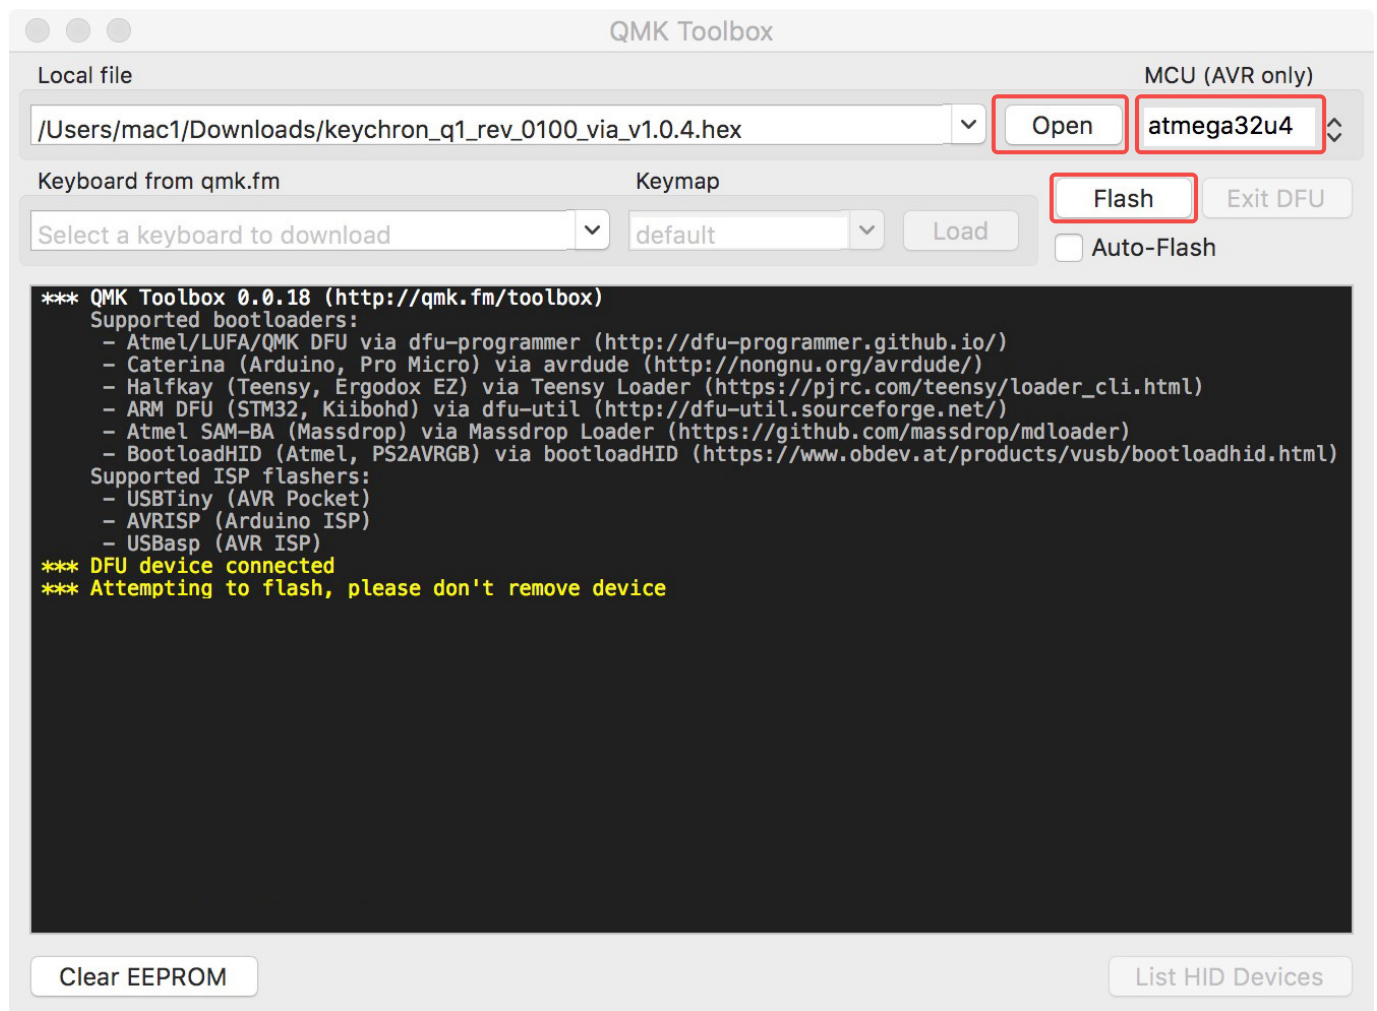 QMK Toolbox
Local file
MCU (AVR only)
/Users/mac1/Downloads/keychron_q1_rev_0100_via_v1.0.4.hex
Open
atmega32u4
Keyboard from qmk.fm
Keymap
Flash
Exit DFU
Select a keyboard to download
default
Load
Auto-Flash
*** QMK Toolbox 0.0.18 (http://qmk.fm/toolbox)
Supported bootloaders:
– Atmel/LUFA/QMK DFU via dfu-programmer (http://dfu-programmer.github.io/)
– Caterina (Arduino, Pro Micro) via avrdude (http://nongnu.org/avrdude/)
– Halfkay (Teensy, Ergodox EZ) via Teensy Loader (https://pjrc.com/teensy/loader_cli.html)
– ARM DFU (STM32, Kiibohd) via dfu-util (http://dfu-util.sourceforge.net/)
– Atmel SAM-BA (Massdrop) via Massdrop Loader (https://github.com/massdrop/mdloader)
– BootloadHID (Atmel, PS2AVRGB) via bootloadHID (https://www.obdev.at/products/vusb/bootloadhid.html)
Supported ISP flashers:
– USBTiny (AVR Pocket)
– AVRISP (Arduino ISP)
– USBasp (AVR ISP)
*** DFU device connected
*** Attempting to flash, please don't remove device
Clear EEPROM
List HID Devices